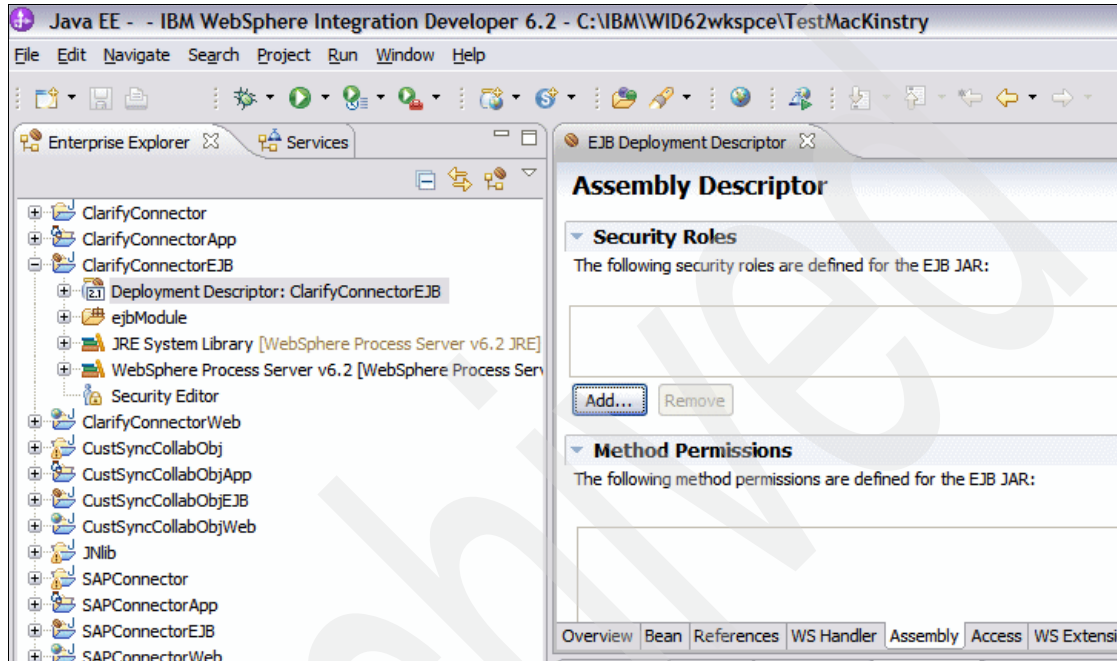 Java EE - - IBM WebSphere Integration Developer 6.2 - C:\IBM\WID62wkspce\TestMacKinstry
File Edit Navigate Search Project Run Window Help
Enterprise Explorer
Services
ClarifyConnector
ClarifyConnectorApp
ClarifyConnectorEJB
2.1 Deployment Descriptor: ClarifyConnectorEJB
ejbModule
JRE System Library [WebSphere Process Server v6.2 JRE]
WebSphere Process Server v6.2 [WebSphere Process Serv
Security Editor
ClarifyConnectorWeb
CustSyncCollabObj
CustSyncCollabObjApp
CustSyncCollabObjEJB
CustSyncCollabObjWeb
JNlib
SAPConnector
SAPConnectorApp
SAPConnectorEJB
SAPConnectorWeb
EJB Deployment Descriptor
Assembly Descriptor
Security Roles
The following security roles are defined for the EJB JAR:
Add... Remove
Method Permissions
The following method permissions are defined for the EJB JAR:
Overview Bean References WS Handler Assembly Access WS Extensi